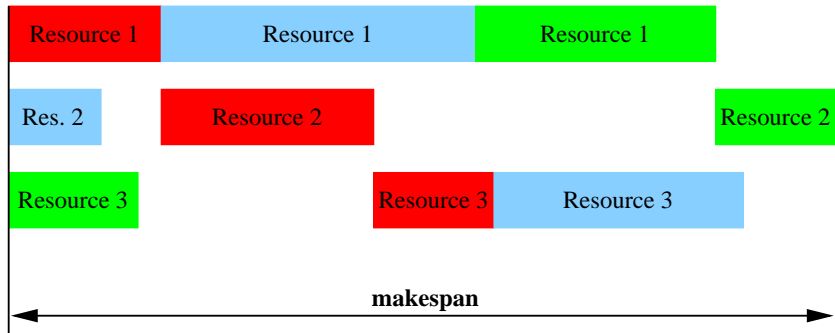 Resource 1 Resource 1 Resource 1
Res. 2 Resource 2 Resource 2
Resource 3 Resource 3 Resource 3
makespan